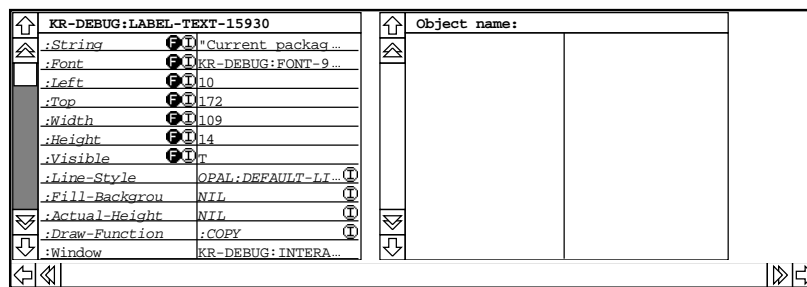 KR-DEBUG:LABEL-TEXT-15930
:String F I "Current packag…
:Font F I KR-DEBUG:FONT-9…
:Left F I 10
:Top F I 172
:Width F I 109
:Height F I 14
:Visible F I T
:Line-Style OPAL:DEFAULT-LI… I
:Fill-Backgrou NIL I
:Actual-Height NIL I
:Draw-Function :COPY I
:Window KR-DEBUG:INTERA…
Object name: